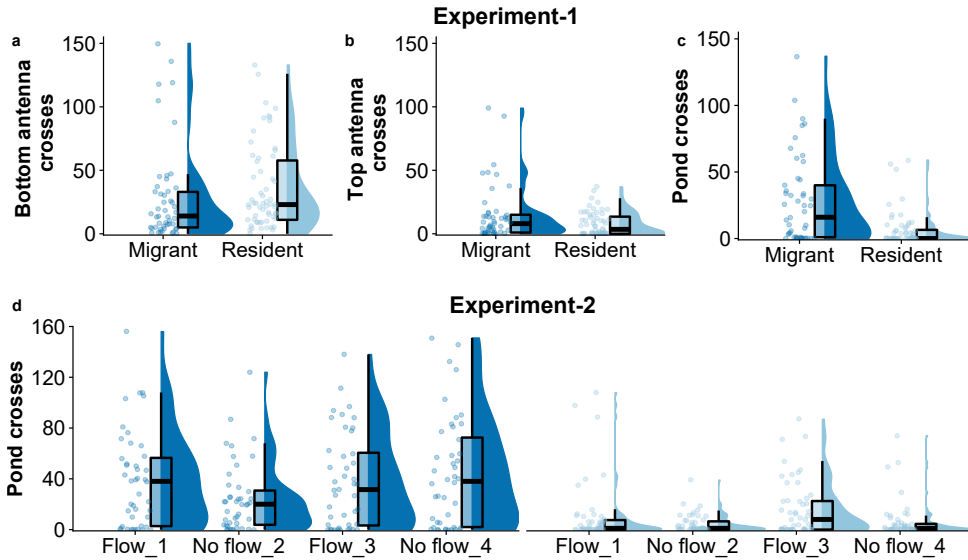 Experiment-1
a
Bottom antenna
crosses
150
100
50
0
Migrant
Resident
b
Top antenna
crosses
150
100
50
0
Migrant
Resident
c
Pond crosses
150
100
50
0
Migrant
Resident
Experiment-2
d
Pond crosses
160
120
80
40
0
Flow_1
No flow_2
Flow_3
No flow_4
Flow_1
No flow_2
Flow_3
No flow_4